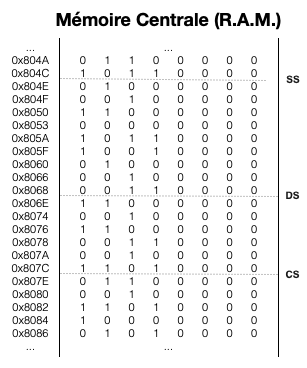 Mémoire Centrale (R.A.M.)
... ...
0x804A 0 1 1 0 0 0 0 0
0x804C 1 0 1 1 0 0 0 0
SS
0x804E 0 1 0 0 0 0 0 0
0x804F 0 0 1 0 0 0 0 0
0x8050 1 1 0 0 0 0 0 0
0x8053 0 0 0 0 0 0 0 0
0x805A 1 0 1 1 0 0 0 0
0x805F 1 0 0 1 0 0 0 0
0x8060 0 1 0 0 0 0 0 0
0x8066 0 0 1 0 0 0 0 0
0x8068 0 0 1 1 0 0 0 0
DS
0x806E 1 1 0 0 0 0 0 0
0x8074 0 0 1 0 0 0 0 0
0x8076 1 1 0 0 0 0 0 0
0x8078 0 0 1 1 0 0 0 0
0x807A 0 0 1 0 0 0 0 0
0x807C 1 1 0 1 0 0 0 0
CS
0x807E 0 1 1 0 0 0 0 0
0x8080 0 0 1 0 0 0 0 0
0x8082 1 1 0 1 0 0 0 0
0x8084 1 0 0 0 0 0 0 0
0x8086 0 1 0 1 0 0 0 0
... ...